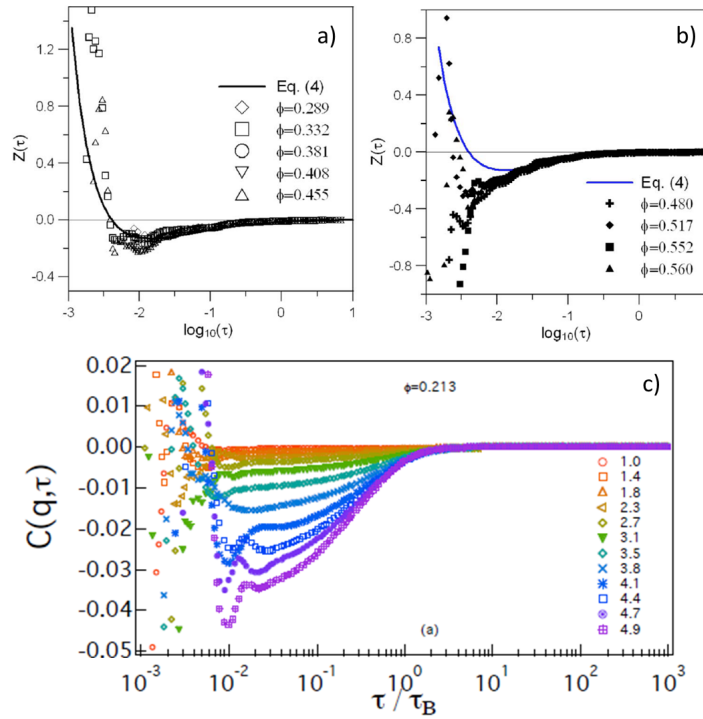 a)
1.2
0.8
0.4
0.0
-0.4
Z(τ)
Eq. (4)
ϕ=0.289
ϕ=0.332
ϕ=0.381
ϕ=0.408
ϕ=0.455
-3 -2 -1 0 1
log10(τ)
b)
0.8
0.4
0.0
-0.4
-0.8
Z(τ)
Eq. (4)
ϕ=0.480
ϕ=0.517
ϕ=0.552
ϕ=0.560
-3 -2 -1 0
log10(τ)
c)
0.02
0.01
0.00
-0.01
-0.02
-0.03
-0.04
-0.05
C(q,τ)
ϕ=0.213
1.0
1.4
1.8
2.3
2.7
3.1
3.5
3.8
4.1
4.4
4.7
4.9
(a)
10⁻³ 10⁻² 10⁻¹ 10⁰ 10¹ 10² 10³
τ / τB